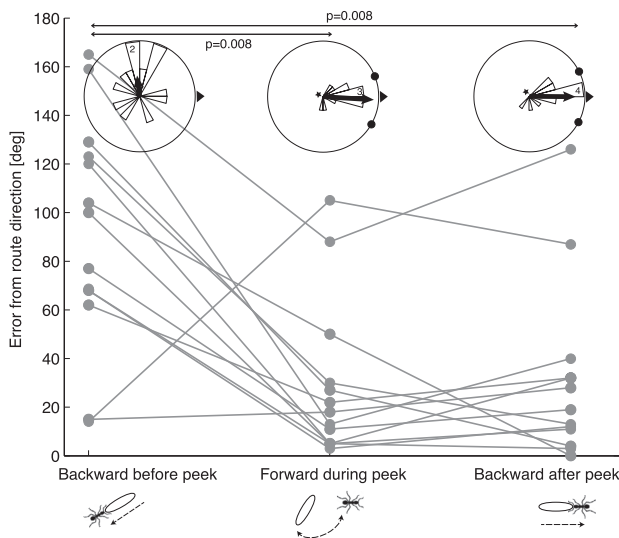 p=0.008
p=0.008
180
160
140
120
100
80
60
40
20
0
Error from route direction [deg]
2
3
4
Backward before peek
Forward during peek
Backward after peek